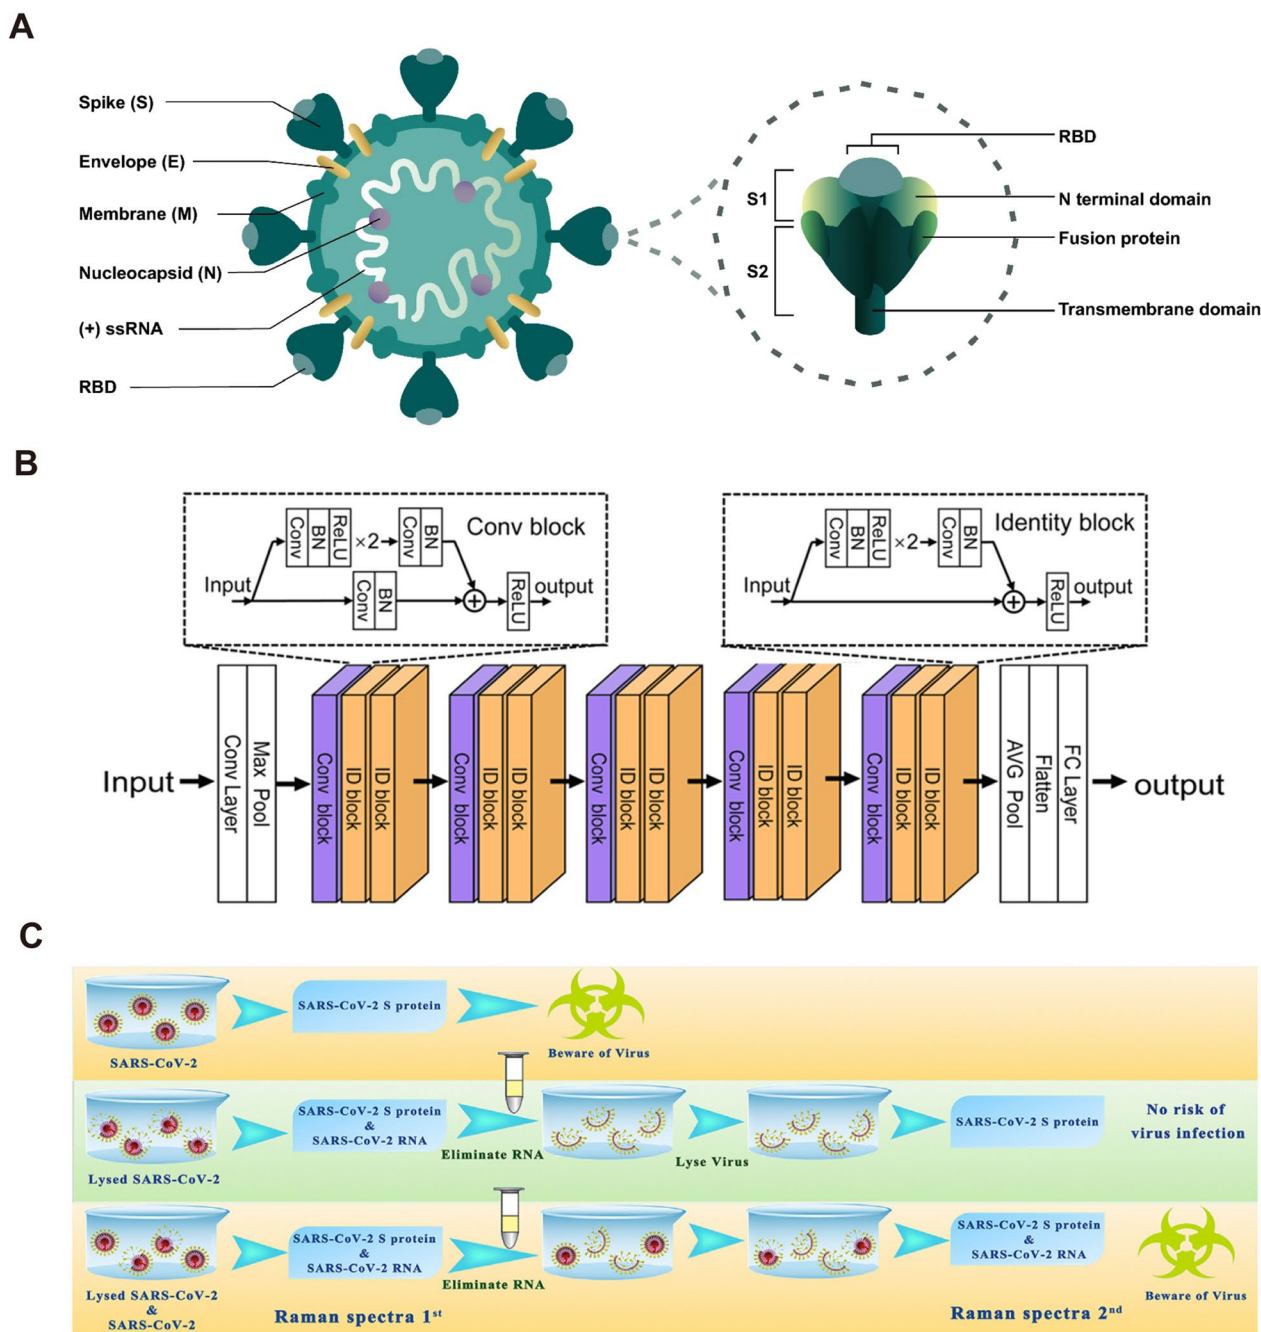 A
Spike (S)
Envelope (E)
Membrane (M)
Nucleocapsid (N)
(+) ssRNA
RBD
S1
S2
RBD
N terminal domain
Fusion protein
Transmembrane domain
B
Input
Conv
BN
ReLU
×2
Conv
BN
Conv block
Conv
BN
+
ReLU
output
Input
Conv
BN
ReLU
×2
Conv
BN
Identity block
+
ReLU
output
Input
Conv Layer
Max Pool
Conv block
ID block
ID block
Conv block
ID block
ID block
Conv block
ID block
ID block
Conv block
ID block
ID block
Conv block
ID block
ID block
AVG Pool
Flatten
FC Layer
output
C
SARS-CoV-2
SARS-CoV-2 S protein
Beware of Virus
Lysed SARS-CoV-2
SARS-CoV-2 S protein
&
SARS-CoV-2 RNA
Eliminate RNA
Lyse Virus
SARS-CoV-2 S protein
No risk of
virus infection
Lysed SARS-CoV-2
&
SARS-CoV-2
SARS-CoV-2 S protein
&
SARS-CoV-2 RNA
Eliminate RNA
SARS-CoV-2 S protein
&
SARS-CoV-2 RNA
Beware of Virus
Raman spectra 1st
Raman spectra 2nd